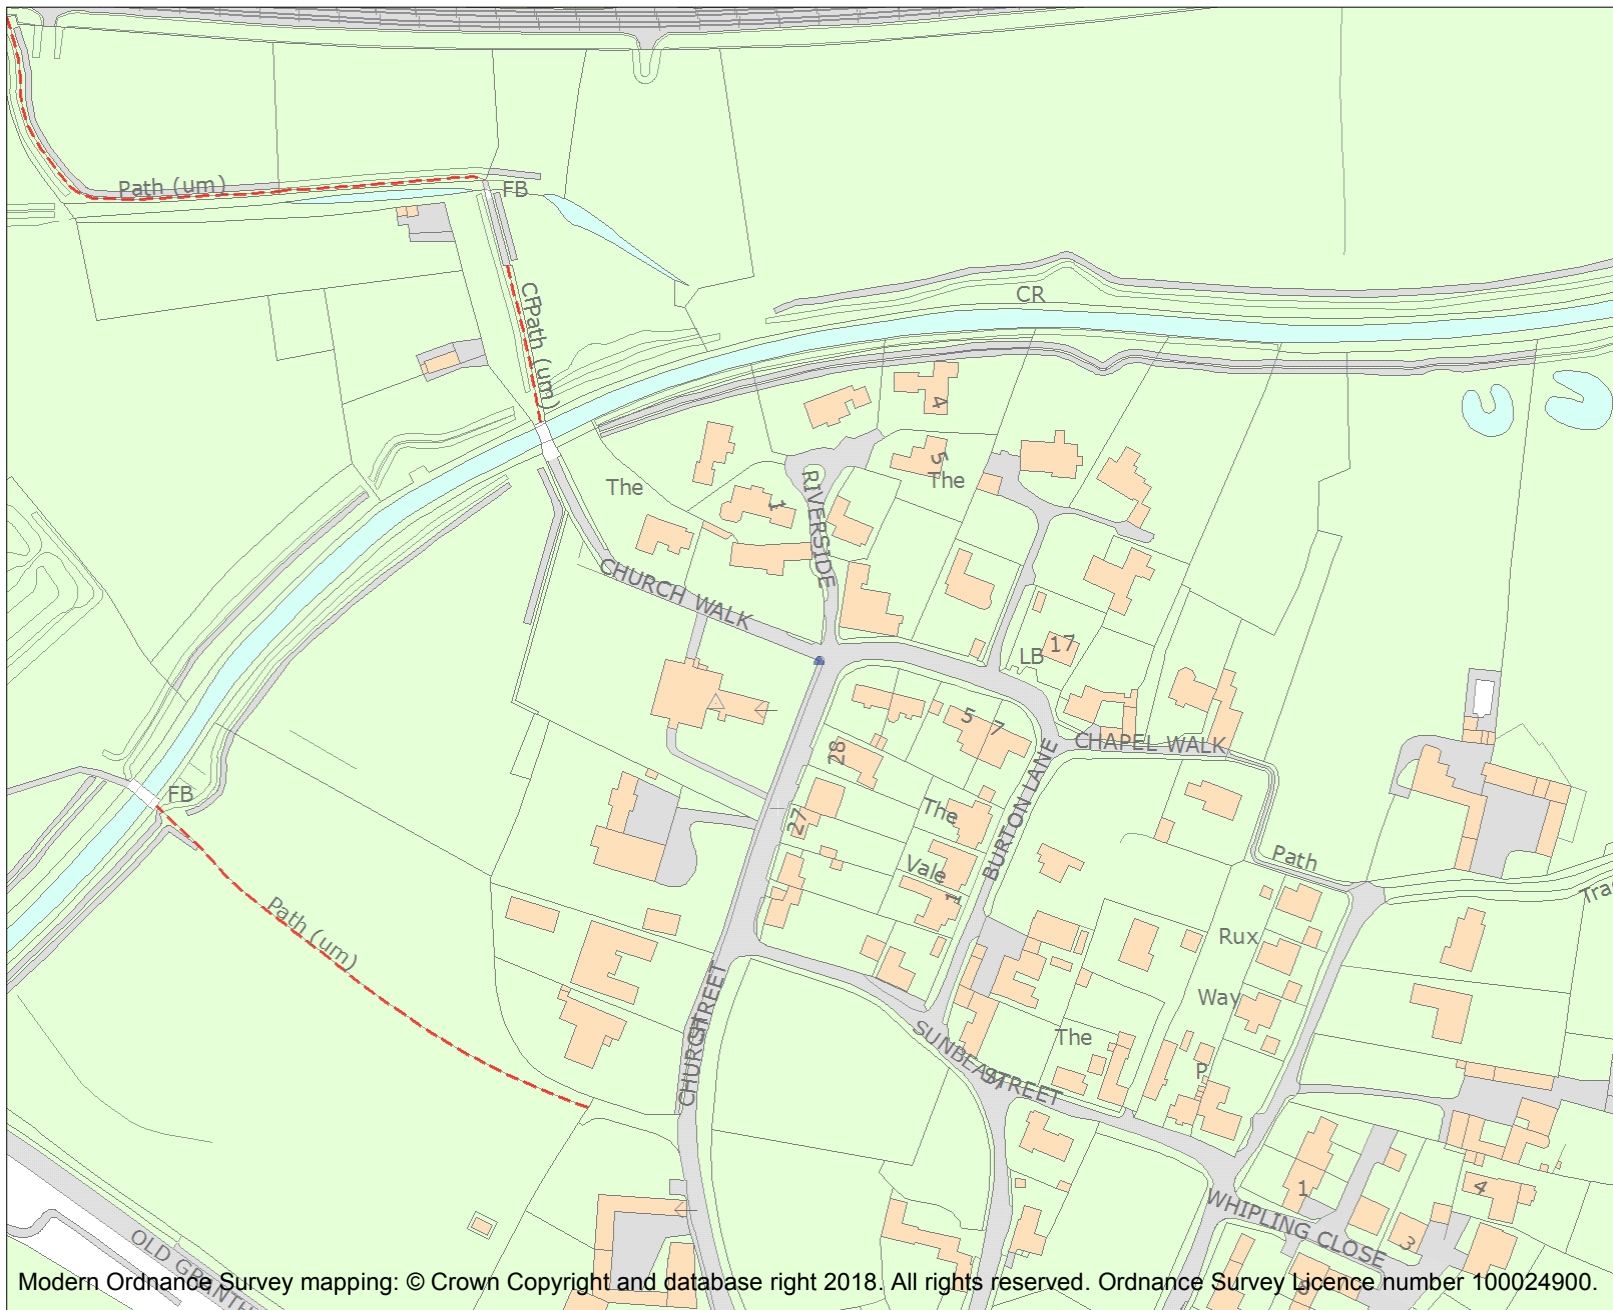 Path (um)
FB
CF
Path (um)
CR
4
5
The
The
1
RIVERSIDE
CHURCH WALK
17
LB
5
7
28
CHAPEL WALK
FB
27
The
Vale
1
BURTON LANE
Path
Path (um)
Rux
Way
CHURCH
STREET
SUNBEAM
STREET
The
P
1
4
WHIPLING CLOSE
3
Modern Ordnance Survey mapping: © Crown Copyright and database right 2018. All rights reserved. Ordnance Survey Licence number 100024900.